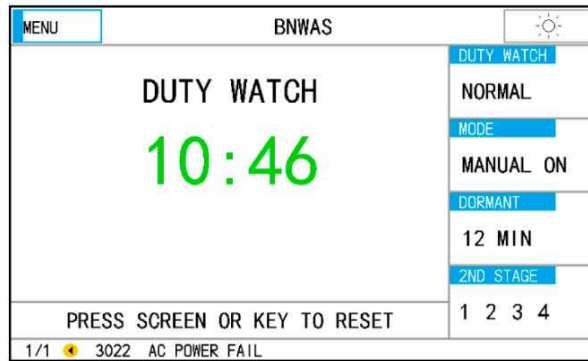 MENU
BNWAS
DUTY WATCH
10:46
PRESS SCREEN OR KEY TO RESET
DUTY WATCH
NORMAL
MODE
MANUAL ON
DORMANT
12 MIN
2ND STAGE
1 2 3 4
1/1 3022 AC POWER FAIL